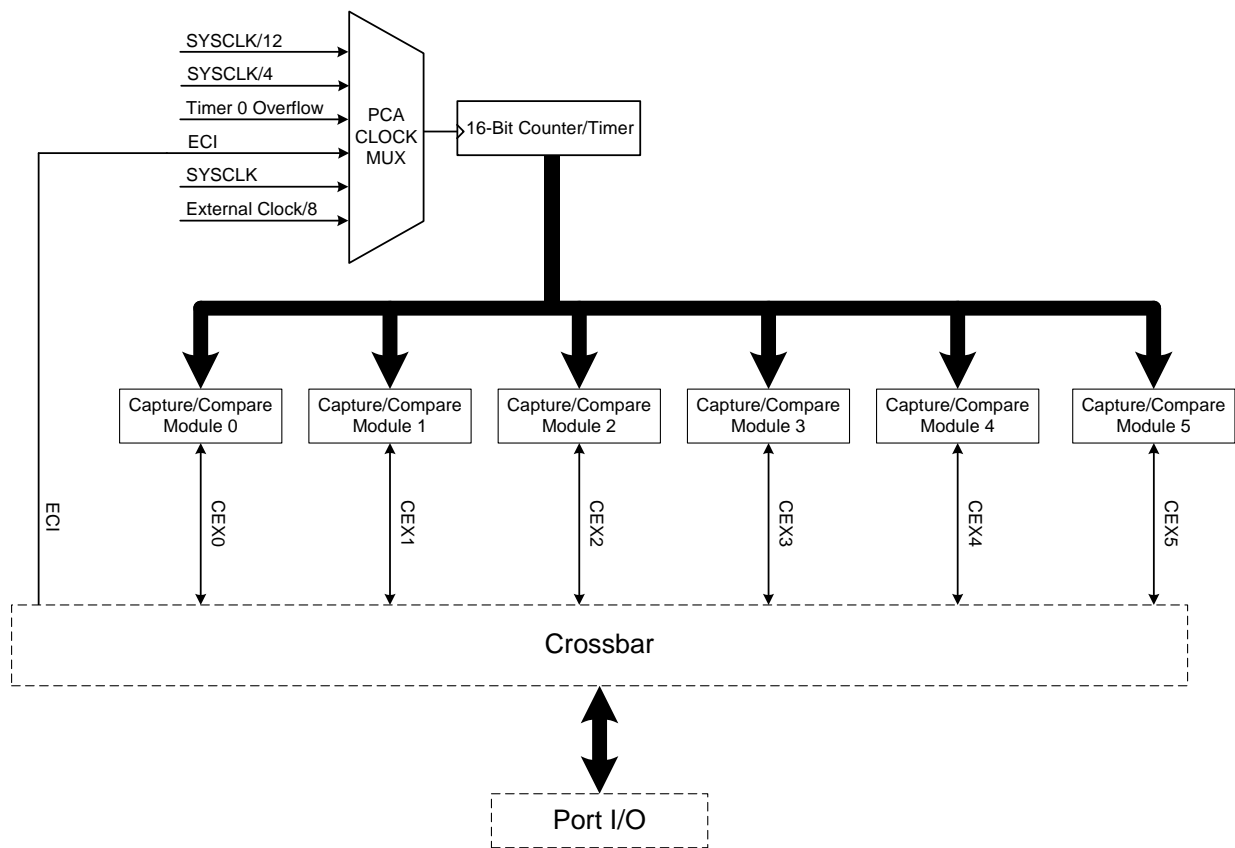 SYSCLK/12
SYSCLK/4
Timer 0 Overflow
ECI
SYSCLK
External Clock/8
PCA
CLOCK
MUX
16-Bit Counter/Timer
Capture/Compare
Module 0
Capture/Compare
Module 1
Capture/Compare
Module 2
Capture/Compare
Module 3
Capture/Compare
Module 4
Capture/Compare
Module 5
ECI
CEX0
CEX1
CEX2
CEX3
CEX4
CEX5
Crossbar
Port I/O